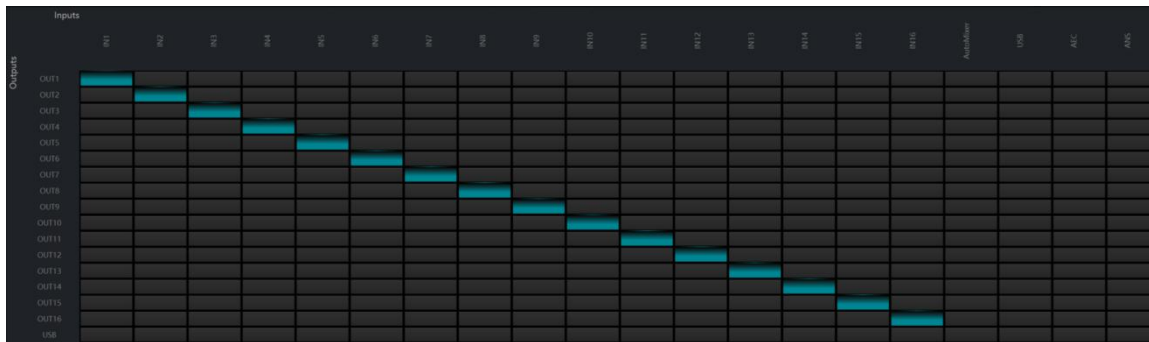 Inputs
IN1 IN2 IN3 IN4 IN5 IN6 IN7 IN8 IN9 IN10 IN11 IN12 IN13 IN14 IN15 IN16 AutoMixer USB AEC ANS
Outputs
OUT1
OUT2
OUT3
OUT4
OUT5
OUT6
OUT7
OUT8
OUT9
OUT10
OUT11
OUT12
OUT13
OUT14
OUT15
OUT16
USB